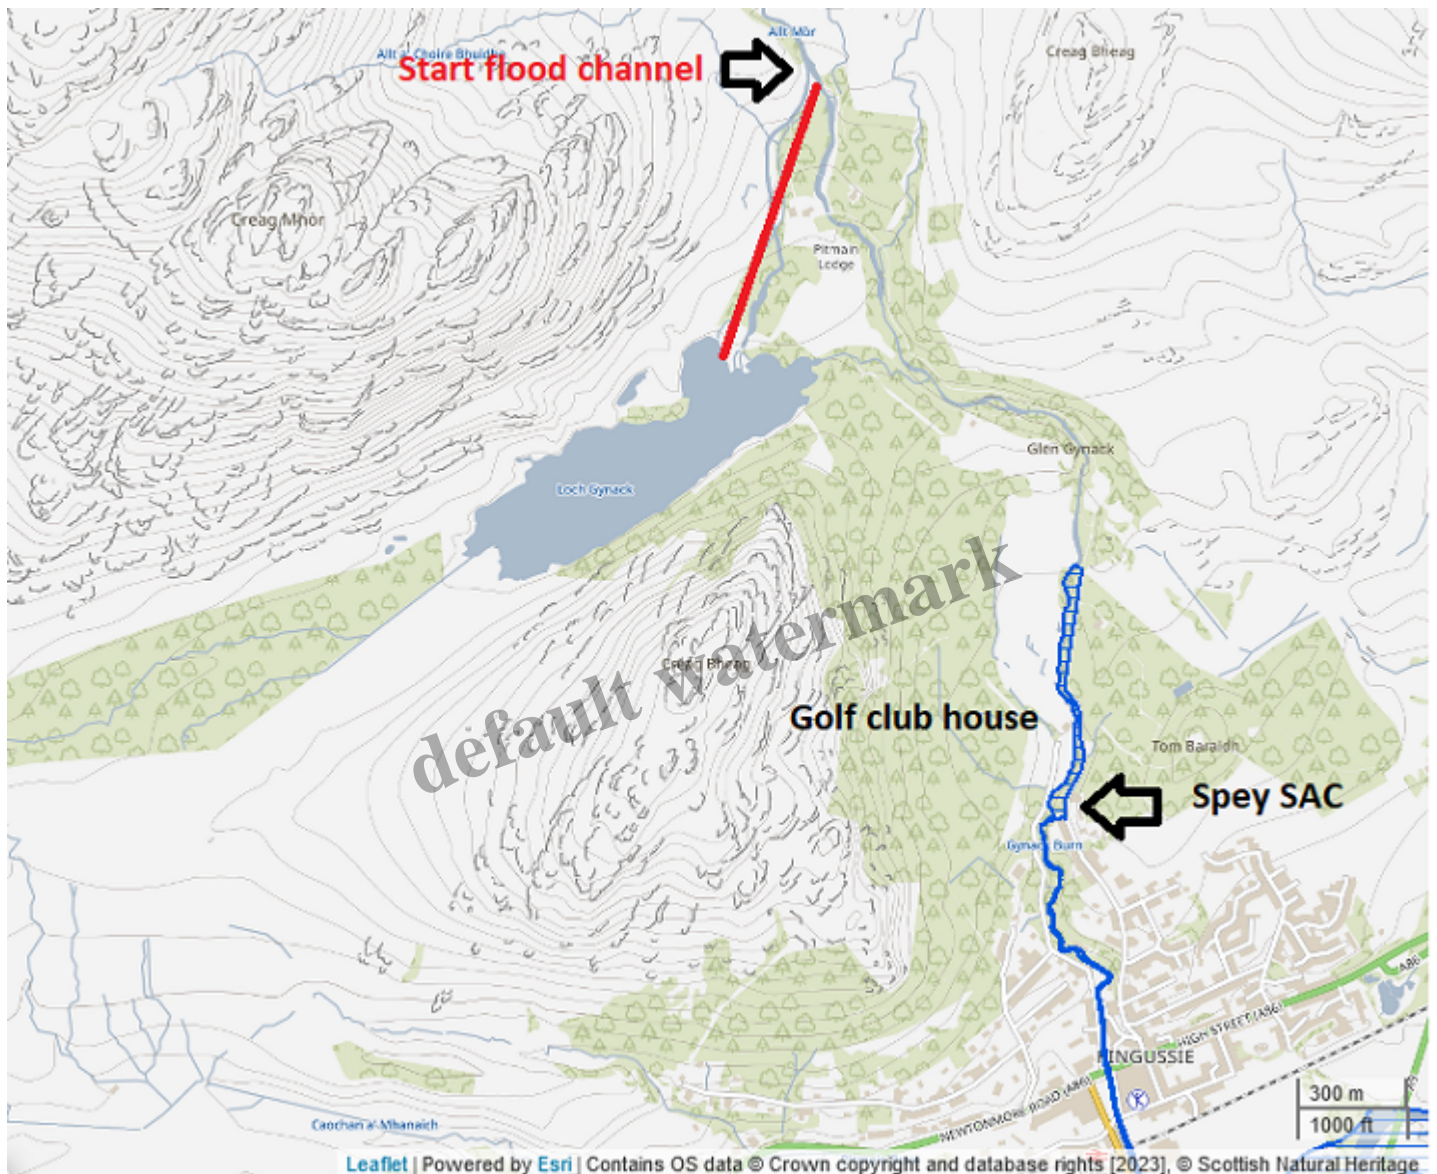 Allt Mòr
Allt a' Choire Bhuidhe
Start flood channel
Creag Bheag
Creag Mhòr
Pitmain
Lodge
Glen Gynack
Loch Gynack
default watermark
Creag Bheag
Golf club house
Tom Baraidh
Spey SAC
Gynack Burn
HIGH STREET (A86)
A86
KINGUSSIE
NEWTONMORE ROAD (A86)
300 m
1000 ft
Caochan a' Mhanaich
Leaflet | Powered by Esri | Contains OS data © Crown copyright and database rights [2023], © Scottish Natural Heritage